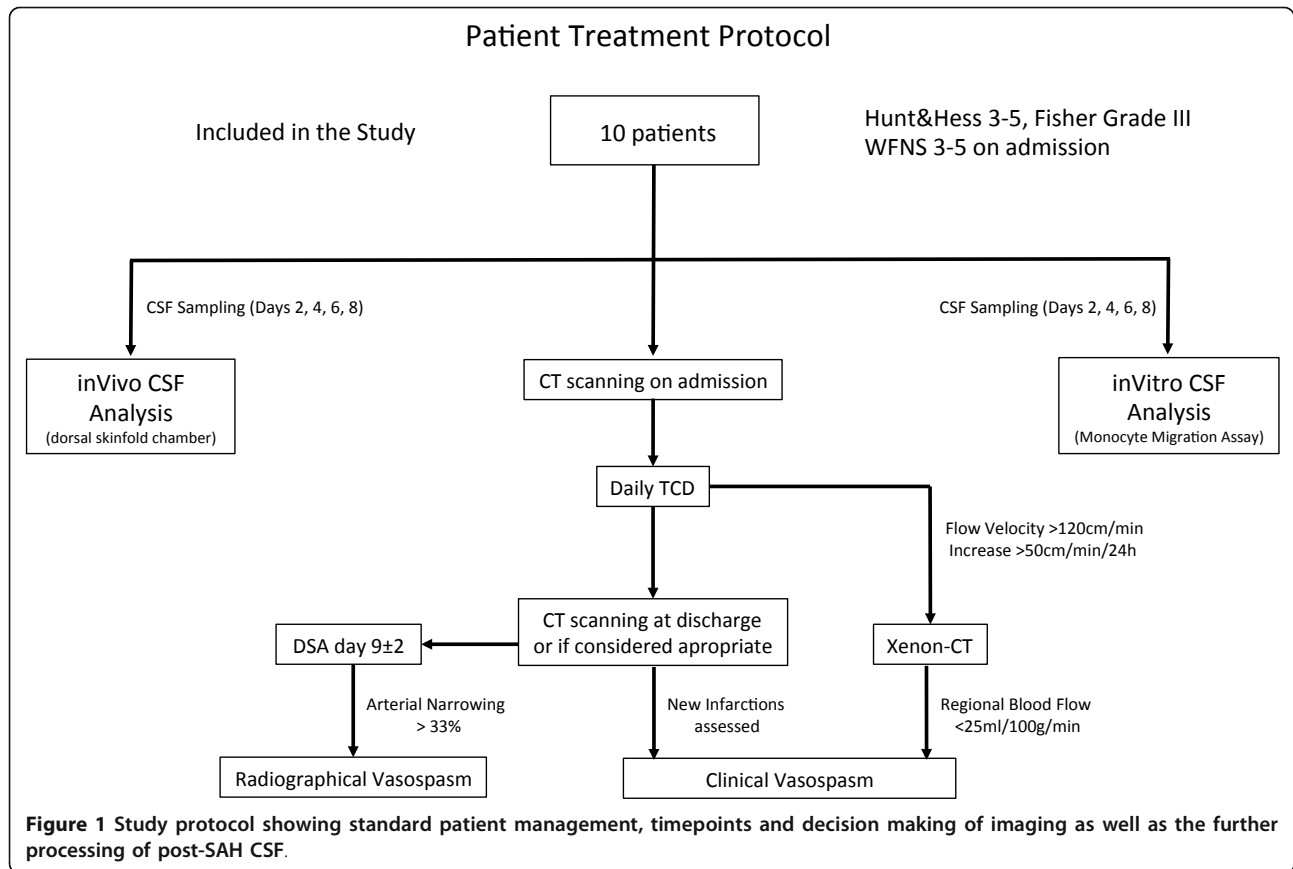 Patient Treatment Protocol
Included in the Study
10 patients
Hunt&Hess 3-5, Fisher Grade III
WFNS 3-5 on admission
CSF Sampling (Days 2, 4, 6, 8)
CSF Sampling (Days 2, 4, 6, 8)
inVivo CSF
Analysis
(dorsal skinfold chamber)
CT scanning on admission
inVitro CSF
Analysis
(Monocyte Migration Assay)
Daily TCD
Flow Velocity >120cm/min
Increase >50cm/min/24h
DSA day 9±2
CT scanning at discharge
or if considered apropriate
Xenon-CT
Arterial Narrowing
> 33%
New Infarctions
assessed
Regional Blood Flow
<25ml/100g/min
Radiographical Vasospasm
Clinical Vasospasm
Figure 1 Study protocol showing standard patient management, timepoints and decision making of imaging as well as the further
processing of post-SAH CSF.